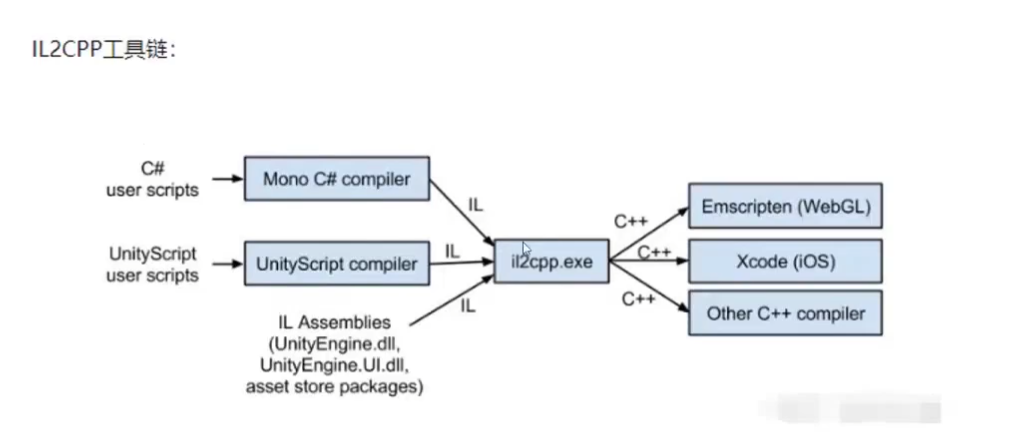 IL2CPP工具链：
C#
user scripts
Mono C# compiler
IL
UnityScript
user scripts
UnityScript compiler
IL
IL Assemblies
(UnityEngine.dll,
UnityEngine.UI.dll,
asset store packages)
IL
il2cpp.exe
C++
Emscripten (WebGL)
C++
Xcode (iOS)
C++
Other C++ compiler